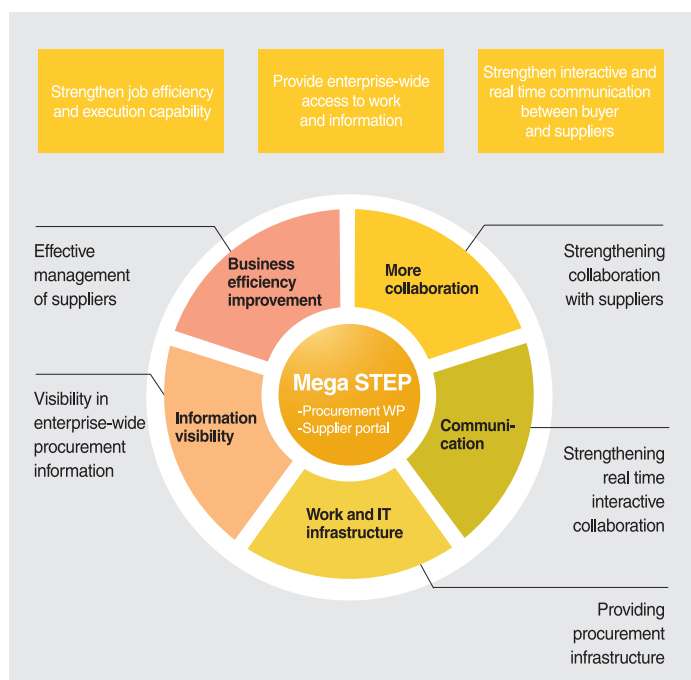 Strengthen job efficiency
and execution capability
Provide enterprise-wide
access to work
and information
Strengthen interactive and
real time communication
between buyer
and suppliers
Effective
management
of suppliers
Business
efficiency
improvement
More
collaboration
Strengthening
collaboration
with suppliers
Mega STEP
-Procurement WP
-Supplier portal
Visibility in
enterprise-wide
procurement
information
Information
visibility
Communi-
cation
Strengthening
real time
interactive
collaboration
Work and IT
infrastructure
Providing
procurement
infrastructure